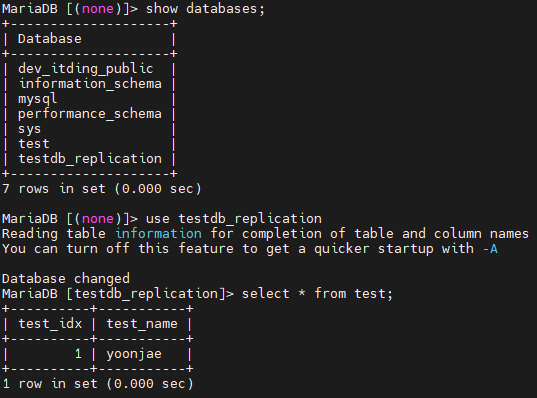 MariaDB [(none)]> show databases;
+--------------------+
| Database           |
+--------------------+
| dev_itding_public  |
| information_schema |
| mysql              |
| performance_schema |
| sys                |
| test               |
| testdb_replication |
+--------------------+
7 rows in set (0.000 sec)

MariaDB [(none)]> use testdb_replication
Reading table information for completion of table and column names
You can turn off this feature to get a quicker startup with -A

Database changed
MariaDB [testdb_replication]> select * from test;
+----------+-----------+
| test_idx | test_name |
+----------+-----------+
|        1 | yoonjae   |
+----------+-----------+
1 row in set (0.000 sec)